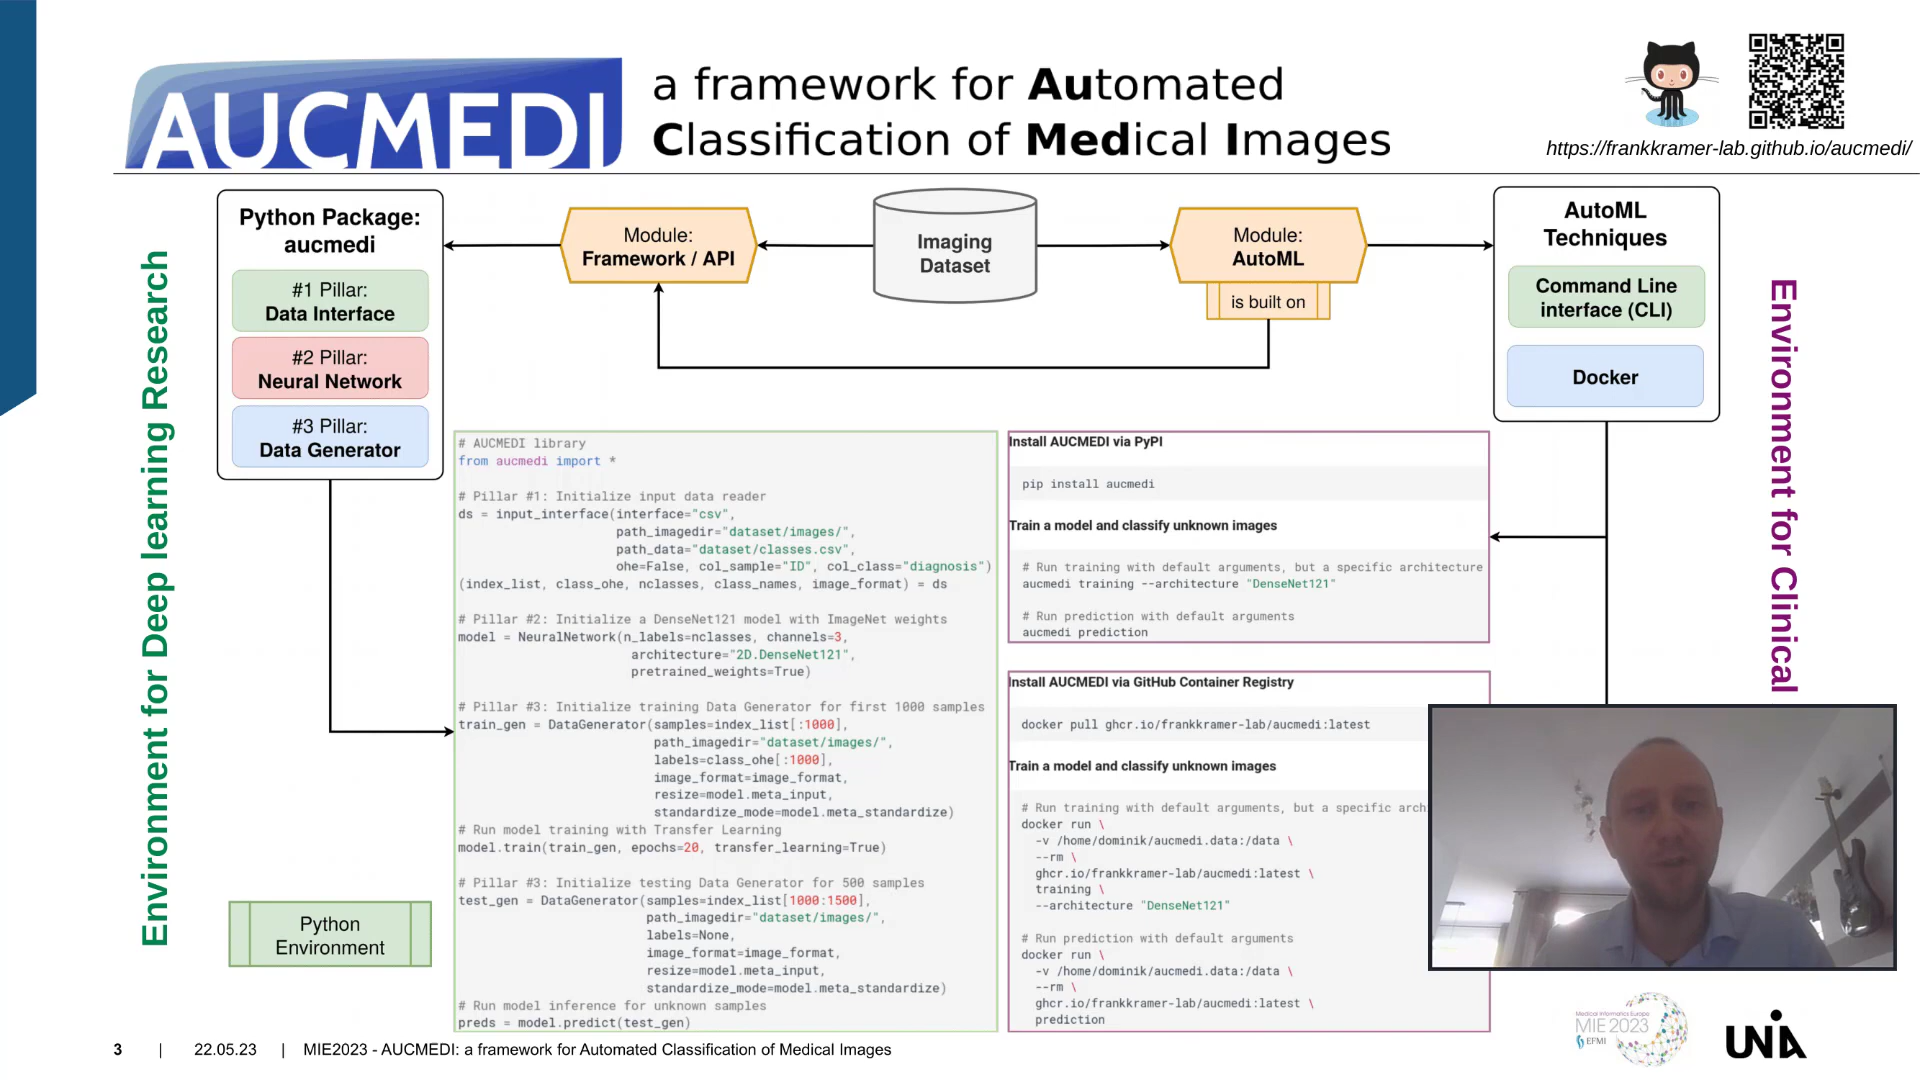 AUCMEDI
a framework for Automated
Classification of Medical Images
https://frankkramer-lab.github.io/aucmedi/
Environment for Deep learning Research
Python Package:
aucmedi
#1 Pillar:
Data Interface
#2 Pillar:
Neural Network
#3 Pillar:
Data Generator
Module:
Framework / API
Imaging
Dataset
Module:
AutoML
is built on
AutoML
Techniques
Command Line
interface (CLI)
Docker
Environment for Clinical
Python
Environment
# AUCMEDI library
from aucmedi import *
# Pillar #1: Initialize input data reader
ds = input_interface(interface="csv",
path_imagedir="dataset/images/",
path_data="dataset/classes.csv",
ohe=False, col_sample="ID", col_class="diagnosis")
(index_list, class_ohe, nclasses, class_names, image_format) = ds
# Pillar #2: Initialize a DenseNet121 model with ImageNet weights
model = NeuralNetwork(n_labels=nclasses, channels=3,
architecture="2D.DenseNet121",
pretrained_weights=True)
# Pillar #3: Initialize training Data Generator for first 1000 samples
train_gen = DataGenerator(samples=index_list[:1000],
path_imagedir="dataset/images/",
labels=class_ohe[:1000],
image_format=image_format,
resize=model.meta_input,
standardize_mode=model.meta_standardize)
# Run model training with Transfer Learning
model.train(train_gen, epochs=20, transfer_learning=True)
# Pillar #3: Initialize testing Data Generator for 500 samples
test_gen = DataGenerator(samples=index_list[1000:1500],
path_imagedir="dataset/images/",
labels=None,
image_format=image_format,
resize=model.meta_input,
standardize_mode=model.meta_standardize)
# Run model inference for unknown samples
preds = model.predict(test_gen)
Install AUCMEDI via PyPI
pip install aucmedi
Train a model and classify unknown images
# Run training with default arguments, but a specific architecture
aucmedi training --architecture "DenseNet121"
# Run prediction with default arguments
aucmedi prediction
Install AUCMEDI via GitHub Container Registry
docker pull ghcr.io/frankkramer-lab/aucmedi:latest
Train a model and classify unknown images
# Run training with default arguments, but a specific arch
docker run \
-v /home/dominik/aucmedi.data:/data \
--rm \
ghcr.io/frankkramer-lab/aucmedi:latest \
training \
--architecture "DenseNet121"
# Run prediction with default arguments
docker run \
-v /home/dominik/aucmedi.data:/data \
--rm \
ghcr.io/frankkramer-lab/aucmedi:latest \
prediction
3 | 22.05.23 | MIE2023 - AUCMEDI: a framework for Automated Classification of Medical Images
Medical Informatics Europe
MIE 2023
EFMI
UNIA